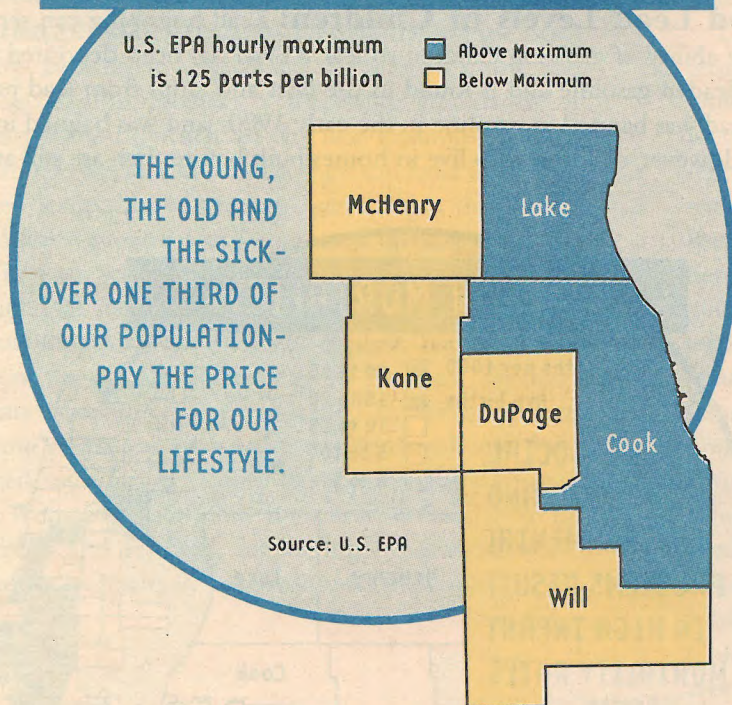 U.S. EPA hourly maximum
is 125 parts per billion
Above Maximum
Below Maximum
THE YOUNG,
THE OLD AND
THE SICK-
OVER ONE THIRD OF
OUR POPULATION-
PAY THE PRICE
FOR OUR
LIFESTYLE.
McHenry
Lake
Kane
DuPage
Cook
Will
Source: U.S. EPA